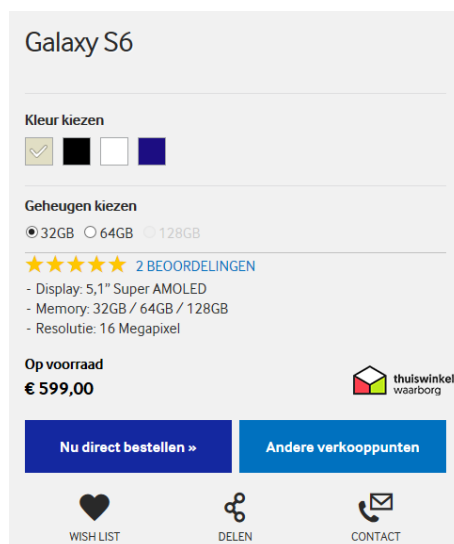 Galaxy S6
Kleur kiezen
Geheugen kiezen
32GB 64GB 128GB
2 BEOORDELINGEN
- Display: 5,1" Super AMOLED
- Memory: 32GB / 64GB / 128GB
- Resolutie: 16 Megapixel
Op voorraad
€ 599,00
thuiswinkel
waarborg
Nu direct bestellen »
Andere verkooppunten
WISH LIST
DELEN
CONTACT